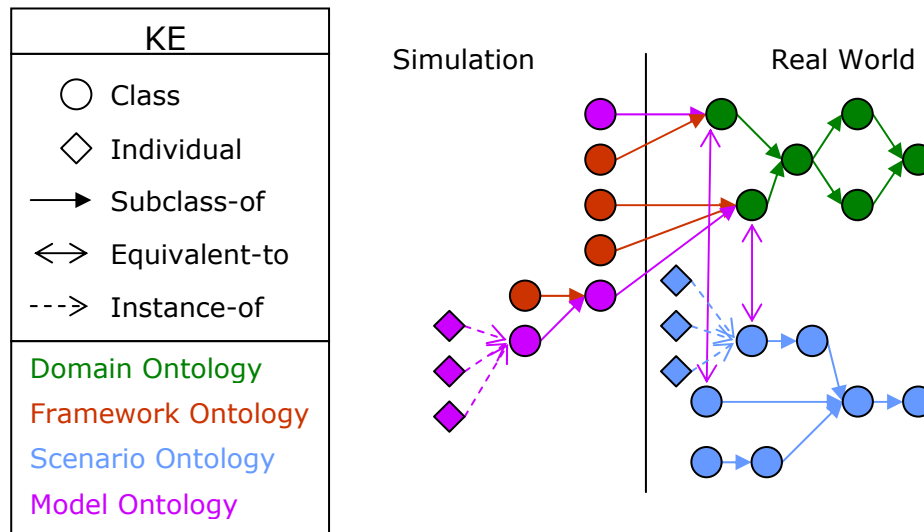 KE
Class
Individual
Subclass-of
Equivalent-to
Instance-of
Domain Ontology
Framework Ontology
Scenario Ontology
Model Ontology
Simulation
Real World